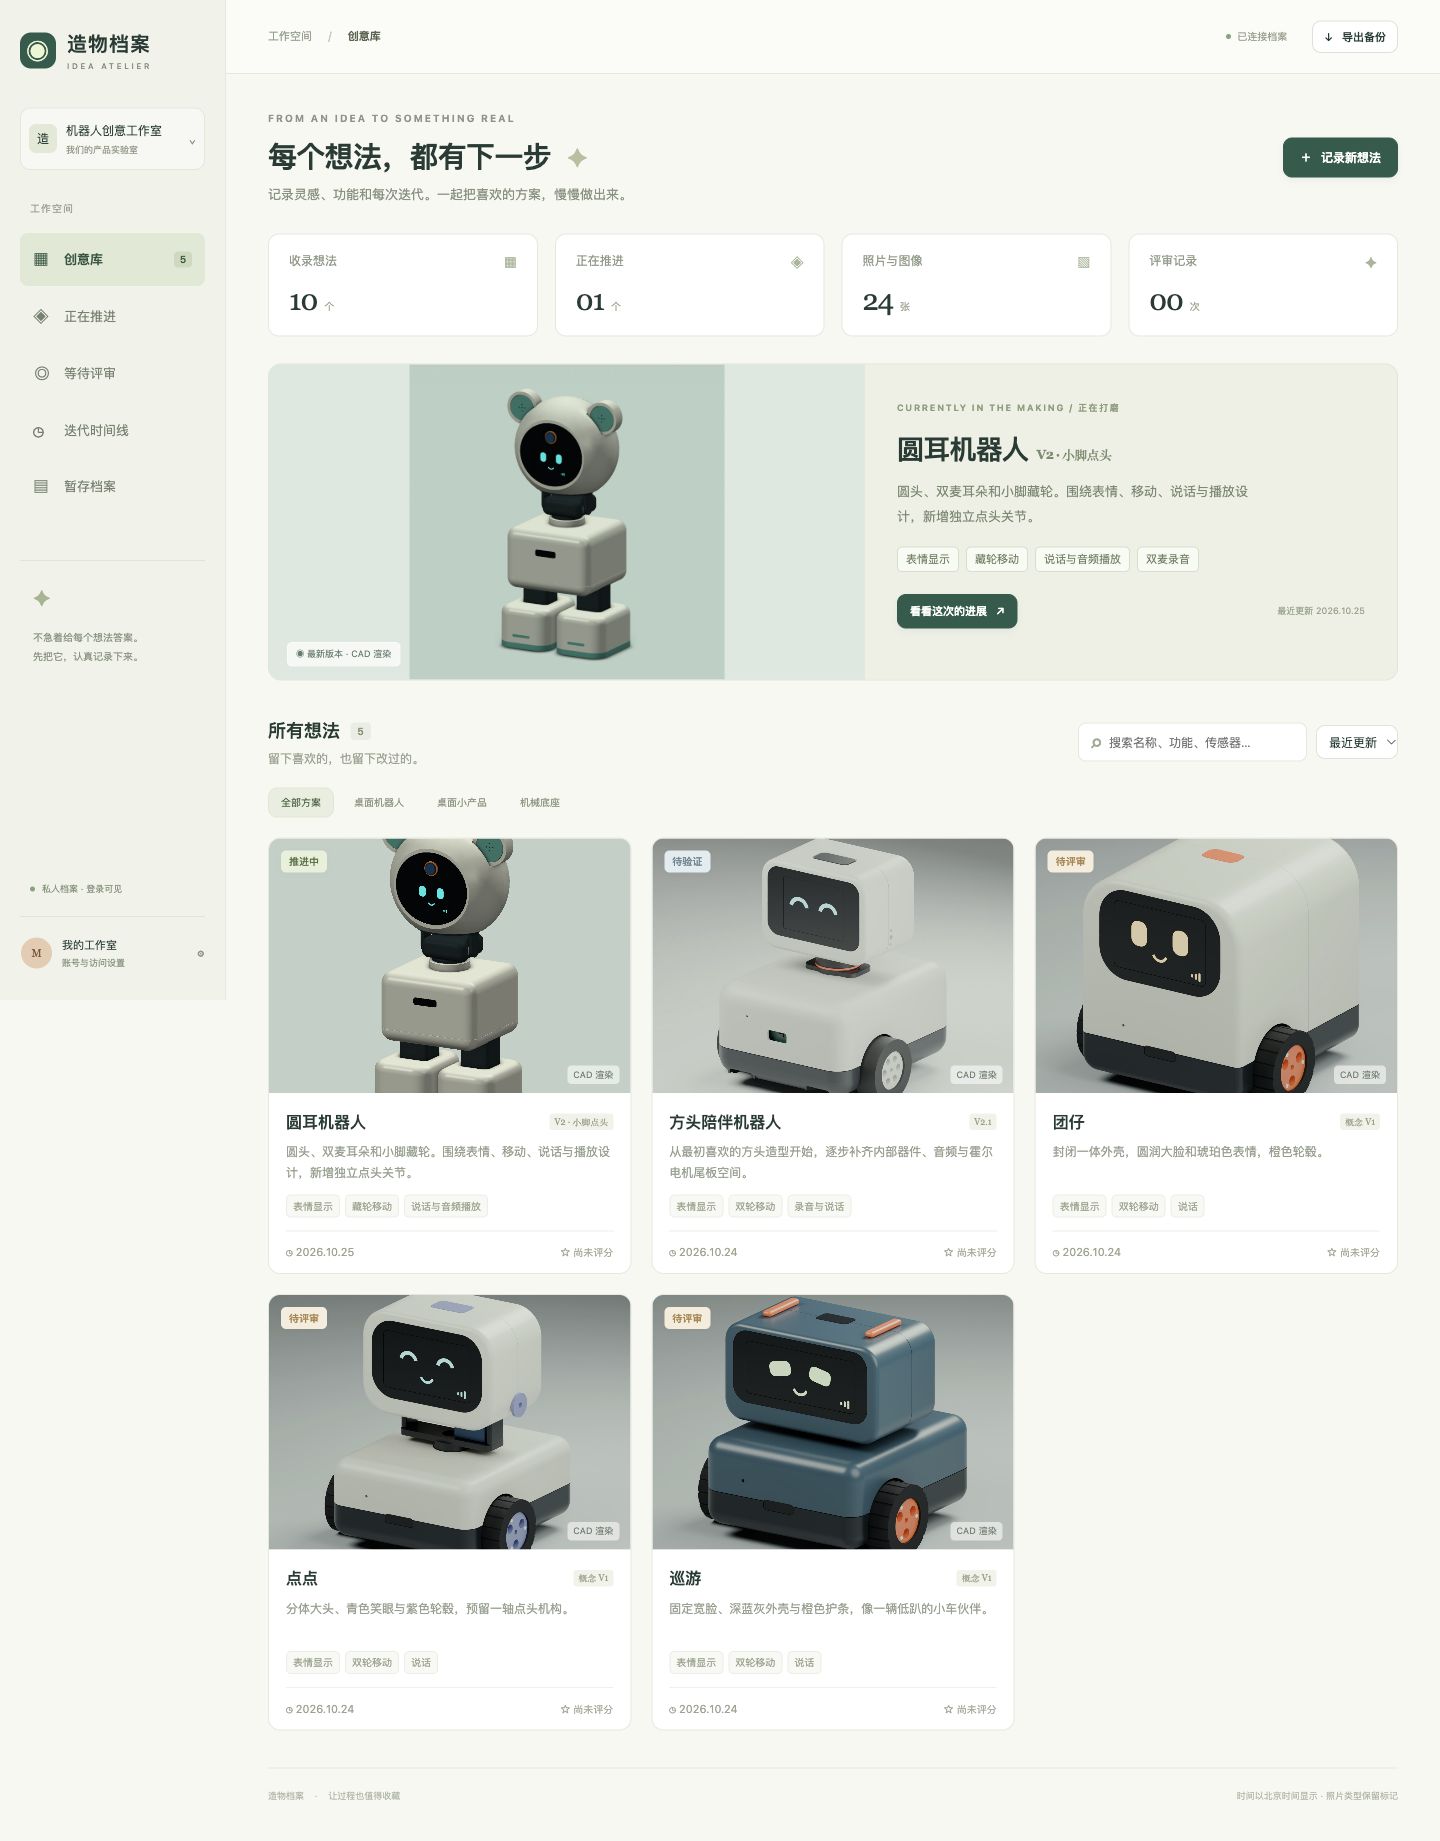 造物档案
IDEA ATELIER
造
机器人创意工作室
我们的产品实验室
工作空间
创意库
5
正在推进
等待评审
迭代时间线
暂存档案
不急着给每个想法答案。
先把它，认真记录下来。
私人档案 · 登录可见
M
我的工作室
账号与访问设置
工作空间 / 创意库
已连接档案
↓ 导出备份
FROM AN IDEA TO SOMETHING REAL
每个想法，都有下一步
记录灵感、功能和每次迭代。一起把喜欢的方案，慢慢做出来。
+ 记录新想法
收录想法
10 个
正在推进
01 个
照片与图像
24 张
评审记录
00 次
最新版本 · CAD 渲染
CURRENTLY IN THE MAKING / 正在打磨
圆耳机器人 V2 · 小脚点头
圆头、双麦耳朵和小脚藏轮。围绕表情、移动、说话与播放设
计，新增独立点头关节。
表情显示 藏轮移动 说话与音频播放 双麦录音
看看这次的进展 ↗
最近更新 2026.10.25
所有想法 5
留下喜欢的，也留下改过的。
搜索名称、功能、传感器...
最近更新
全部方案 桌面机器人 桌面小产品 机械底座
推进中
CAD 渲染
圆耳机器人
V2 · 小脚点头
圆头、双麦耳朵和小脚藏轮。围绕表情、移动、说话与播放设
计，新增独立点头关节。
表情显示 藏轮移动 说话与音频播放
2026.10.25
☆ 尚未评分
待验证
CAD 渲染
方头陪伴机器人
V2.1
从最初喜欢的方头造型开始，逐步补齐内部器件、音频与霍尔
电机尾板空间。
表情显示 双轮移动 录音与说话
2026.10.24
☆ 尚未评分
待评审
CAD 渲染
团仔
概念 V1
封闭一体外壳，圆润大脸和琥珀色表情，橙色轮毂。
表情显示 双轮移动 说话
2026.10.24
☆ 尚未评分
待评审
CAD 渲染
点点
概念 V1
分体大头、青色笑眼与紫色轮毂，预留一轴点头机构。
表情显示 双轮移动 说话
2026.10.24
☆ 尚未评分
待评审
CAD 渲染
巡游
概念 V1
固定宽脸、深蓝灰外壳与橙色护条，像一辆低趴的小车伙伴。
表情显示 双轮移动 说话
2026.10.24
☆ 尚未评分
造物档案 · 让过程也值得收藏
时间以北京时间显示 · 照片类型保留标记